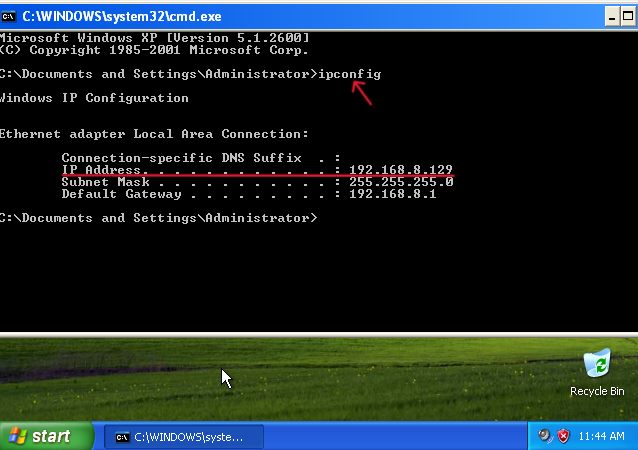 C:\WINDOWS\system32\cmd.exe
Microsoft Windows XP [Version 5.1.2600]
(C) Copyright 1985-2001 Microsoft Corp.
C:\Documents and Settings\Administrator>ipconfig
Windows IP Configuration
Ethernet adapter Local Area Connection:
Connection-specific DNS Suffix  . :
IP Address. . . . . . . . . . . . : 192.168.8.129
Subnet Mask . . . . . . . . . . . : 255.255.255.0
Default Gateway . . . . . . . . . : 192.168.8.1
C:\Documents and Settings\Administrator>
Recycle Bin
start
C:\WINDOWS\syste...
11:44 AM